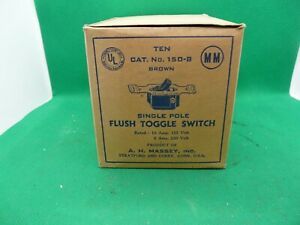 TEN
CAT. No. 150-B
BROWN
UL
MM
SINGLE POLE
FLUSH TOGGLE SWITCH
Rated - 10 Amp. 125 Volt
5 Amp. 250 Volt
PRODUCT OF
A. H. MASSEY, INC.
STRATFORD AND DERBY, CONN., U.S.A.